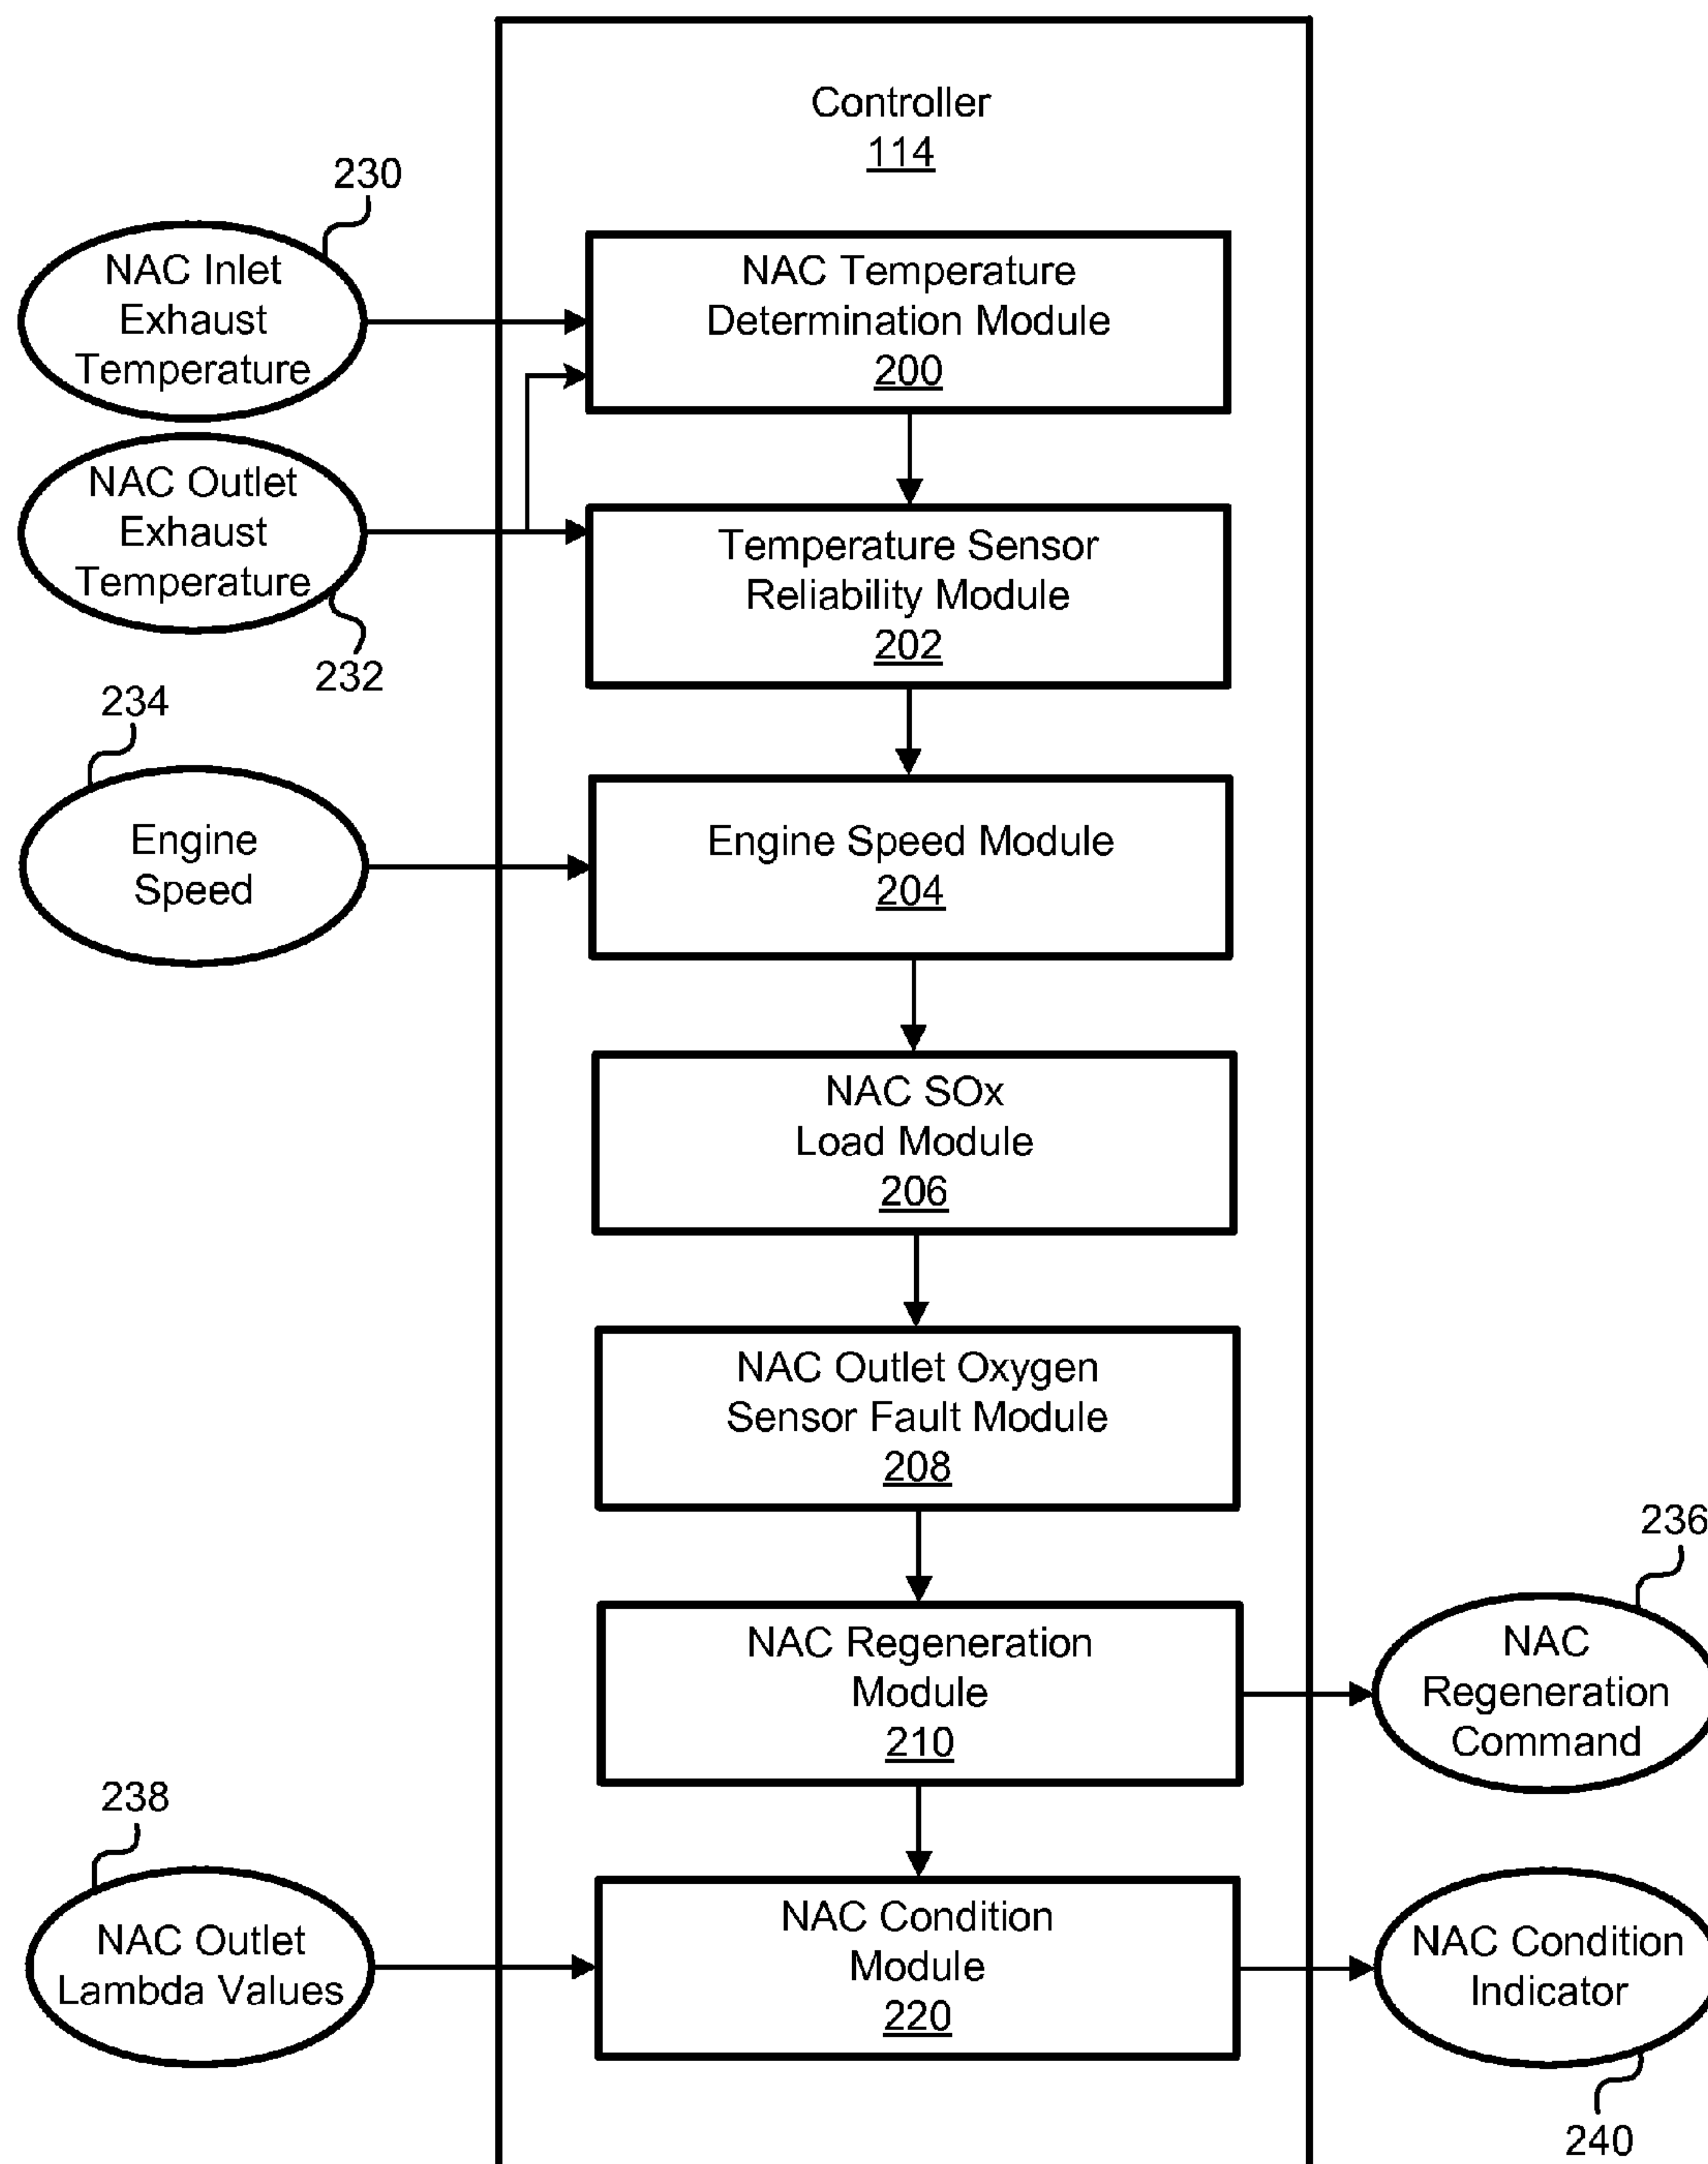 Controller
114
230
NAC Inlet
Exhaust
Temperature
NAC Temperature
Determination Module
200
NAC Outlet
Exhaust
Temperature
232
Temperature Sensor
Reliability Module
202
234
Engine
Speed
Engine Speed Module
204
NAC SOx
Load Module
206
NAC Outlet Oxygen
Sensor Fault Module
208
NAC Regeneration
Module
210
236
NAC
Regeneration
Command
238
NAC Outlet
Lambda Values
NAC Condition
Module
220
NAC Condition
Indicator
240